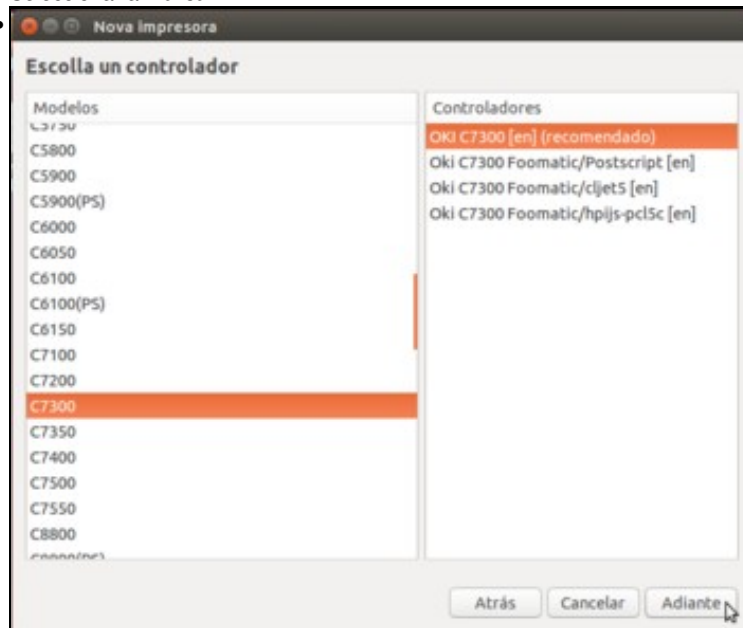 Nova impresora
Escolla un controlador
Modelos
C5750
C5800
C5900
C5900(PS)
C6000
C6050
C6100
C6100(PS)
C6150
C7100
C7200
C7300
C7350
C7400
C7500
C7550
C8800
Controladores
OKI C7300 [en] (recomendado)
Oki C7300 Foomatic/Postscript [en]
Oki C7300 Foomatic/cljet5 [en]
Oki C7300 Foomatic/hpijs-pcl5c [en]
Atrás Cancelar Adiante